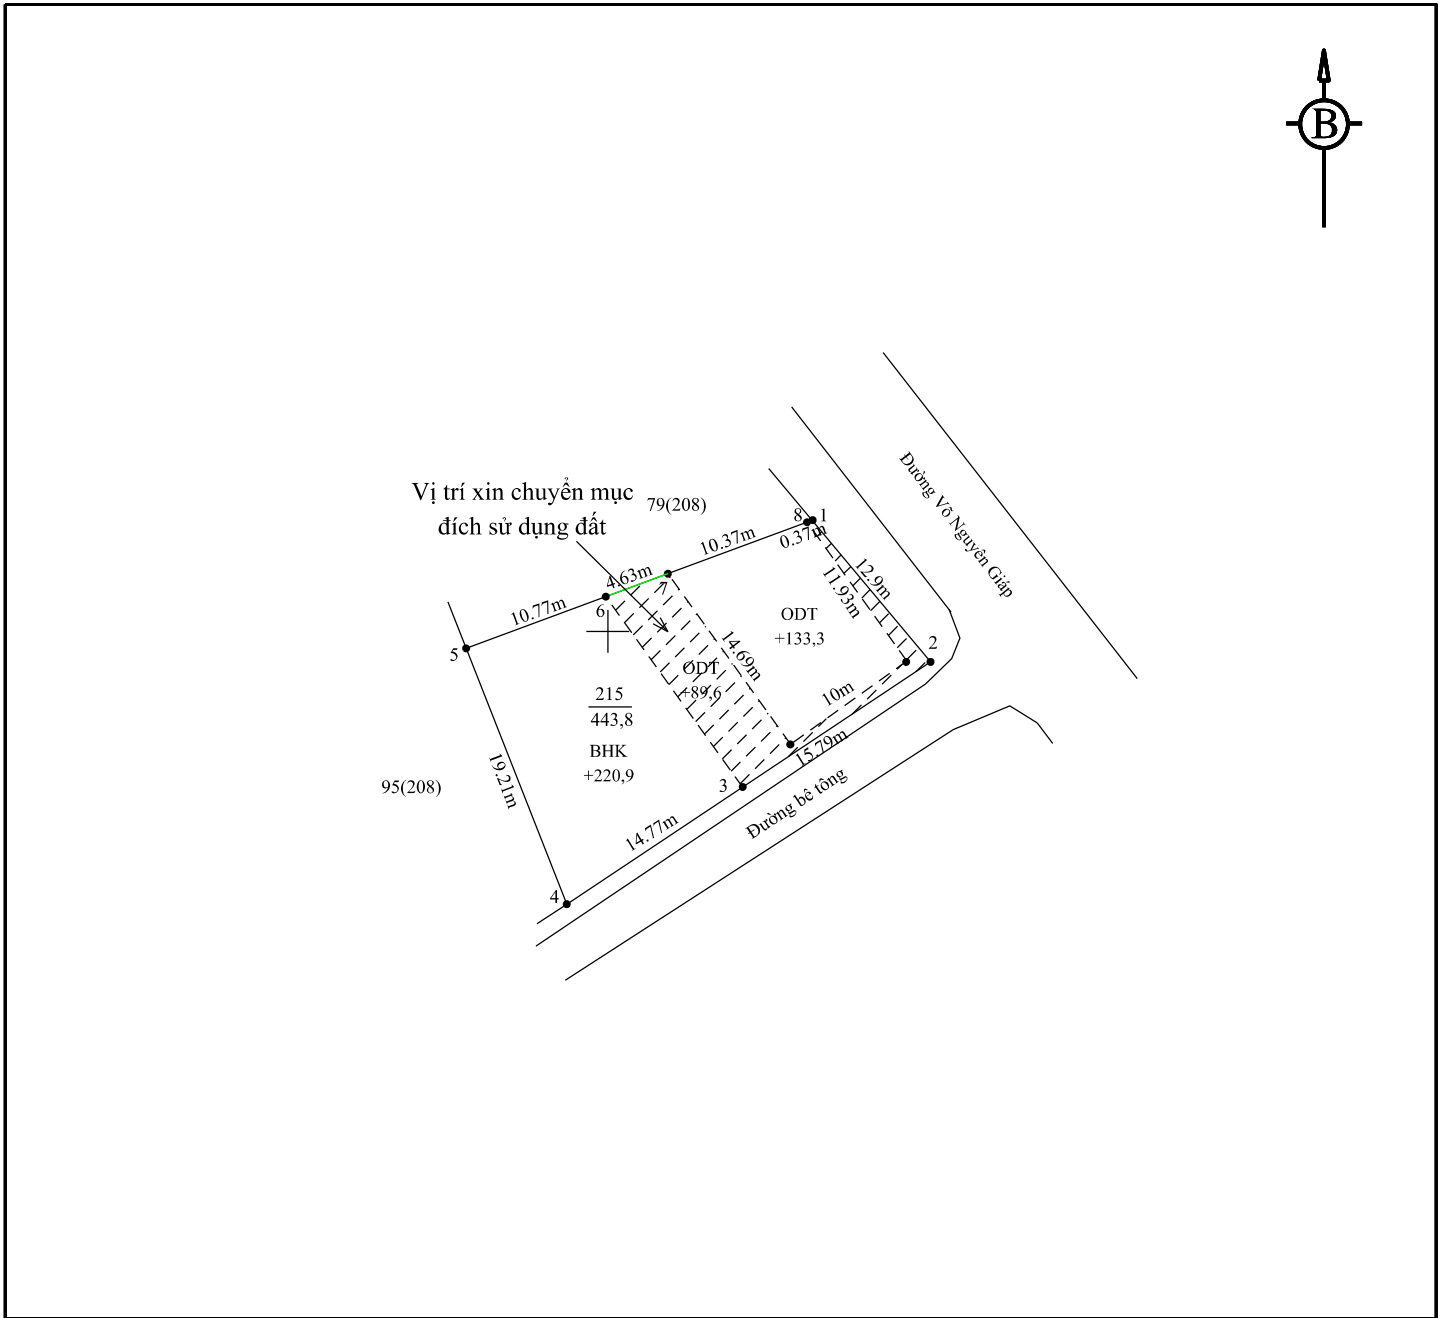 B
Đường Võ Nguyên Giáp
Vị trí xin chuyển mục
đích sử dụng đất
79(208)
8
1
0.37m
10.37m
4.63m
10.77m
6
5
12.9m
11.93m
ODT
+133,3
2
14.69m
ODT
+89,6
10m
215
443,8
BHK
+220,9
15.79m
3
19.21m
95(208)
Đường bê tông
14.77m
4